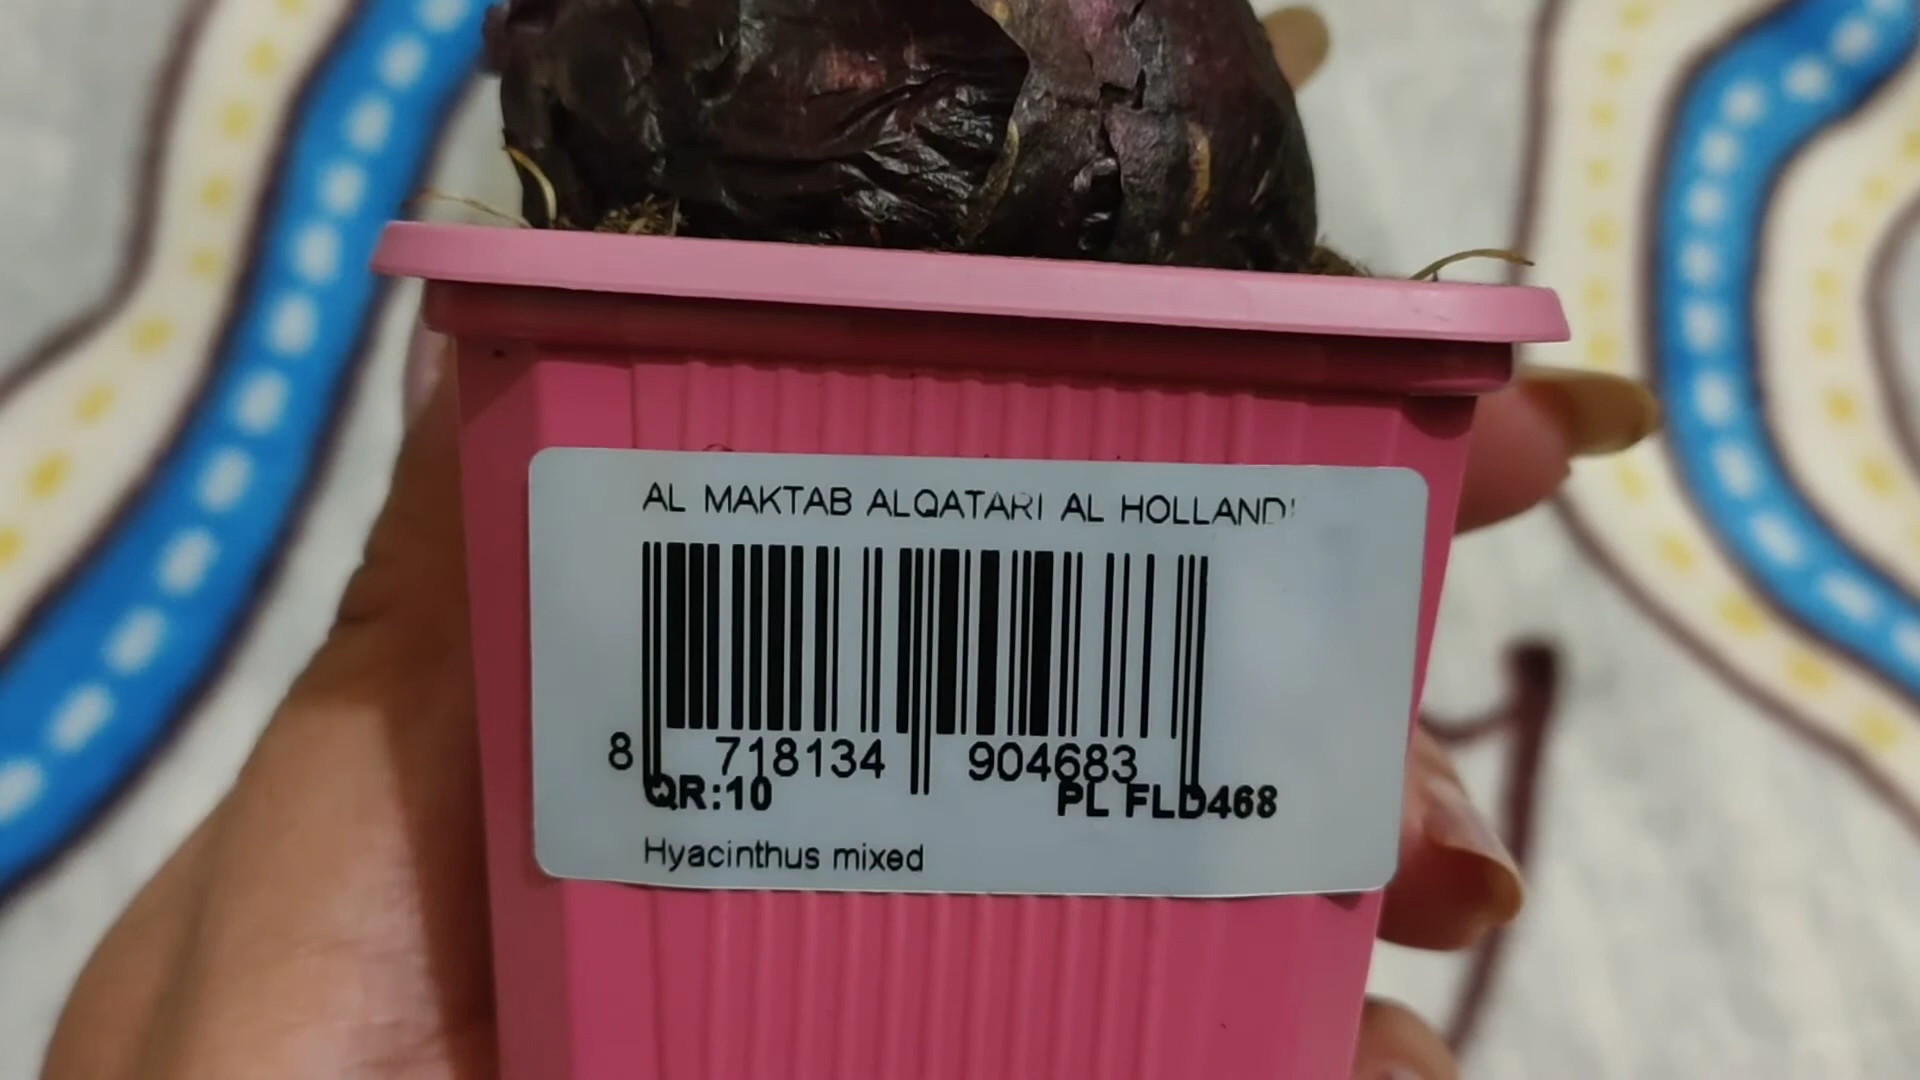 AL MAKTAB ALQATARI AL HOLLANDI
8 718134 904683
QR:10 PL FLD468
Hyacinthus mixed